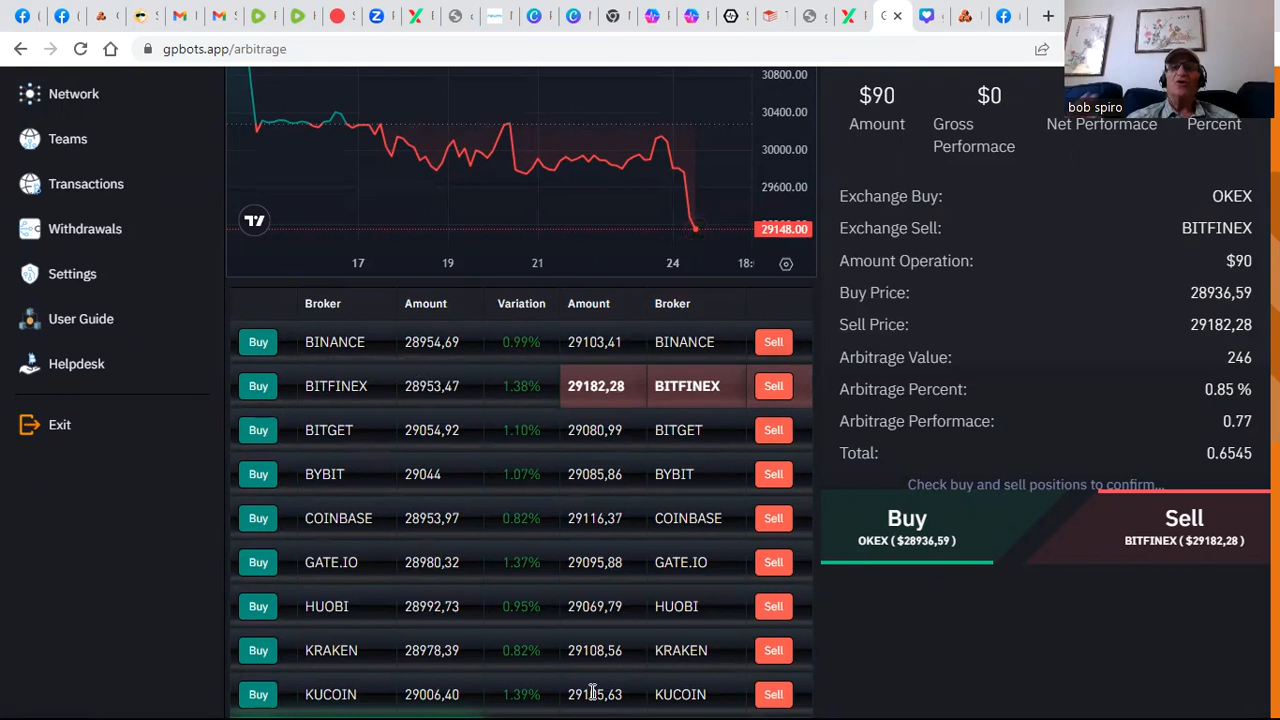 gpbots.app/arbitrage
bob spiro
Network
Teams
Transactions
Withdrawals
Settings
User Guide
Helpdesk
Exit
30800.00
30400.00
30000.00
29600.00
29148.00
17 19 21 24 18:
Broker Amount Variation Amount Broker
Buy BINANCE 28954,69 0.99% 29103,41 BINANCE Sell
Buy BITFINEX 28953,47 1.38% 29182,28 BITFINEX Sell
Buy BITGET 29054,92 1.10% 29080,99 BITGET Sell
Buy BYBIT 29044 1.07% 29085,86 BYBIT Sell
Buy COINBASE 28953,97 0.82% 29116,37 COINBASE Sell
Buy GATE.IO 28980,32 1.37% 29095,88 GATE.IO Sell
Buy HUOBI 28992,73 0.95% 29069,79 HUOBI Sell
Buy KRAKEN 28978,39 0.82% 29108,56 KRAKEN Sell
Buy KUCOIN 29006,40 1.39% KUCOIN Sell
$90 $0
Amount Gross Performance Net Performance Percent
Exchange Buy: OKEX
Exchange Sell: BITFINEX
Amount Operation: $90
Buy Price: 28936,59
Sell Price: 29182,28
Arbitrage Value: 246
Arbitrage Percent: 0.85 %
Arbitrage Performance: 0.77
Total: 0.6545
Check buy and sell positions to confirm...
Buy
OKEX ( $28936,59 )
Sell
BITFINEX ( $29182,28 )